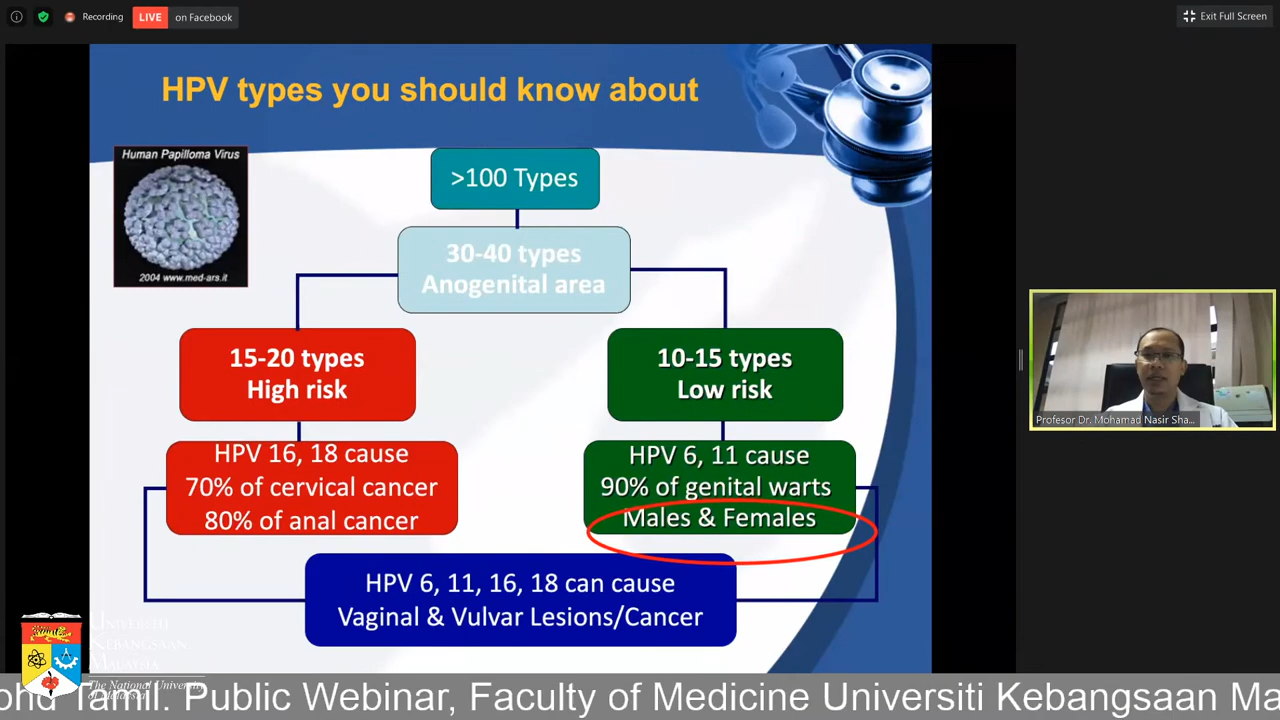 Recording
LIVE
on Facebook
Exit Full Screen
HPV types you should know about
Human Papilloma Virus
2004 www.med-ars.it
>100 Types
30-40 types
Anogenital area
15-20 types
High risk
10-15 types
Low risk
HPV 16, 18 cause
70% of cervical cancer
80% of anal cancer
HPV 6, 11 cause
90% of genital warts
Males & Females
HPV 6, 11, 16, 18 can cause
Vaginal & Vulvar Lesions/Cancer
Profesor Dr. Mohamad Nasir Sha...
UNIVERSITI
KEBANGSAAN
MALAYSIA
The National University
of Malaysia
ohd Tamil. Public Webinar, Faculty of Medicine Universiti Kebangsaan Ma